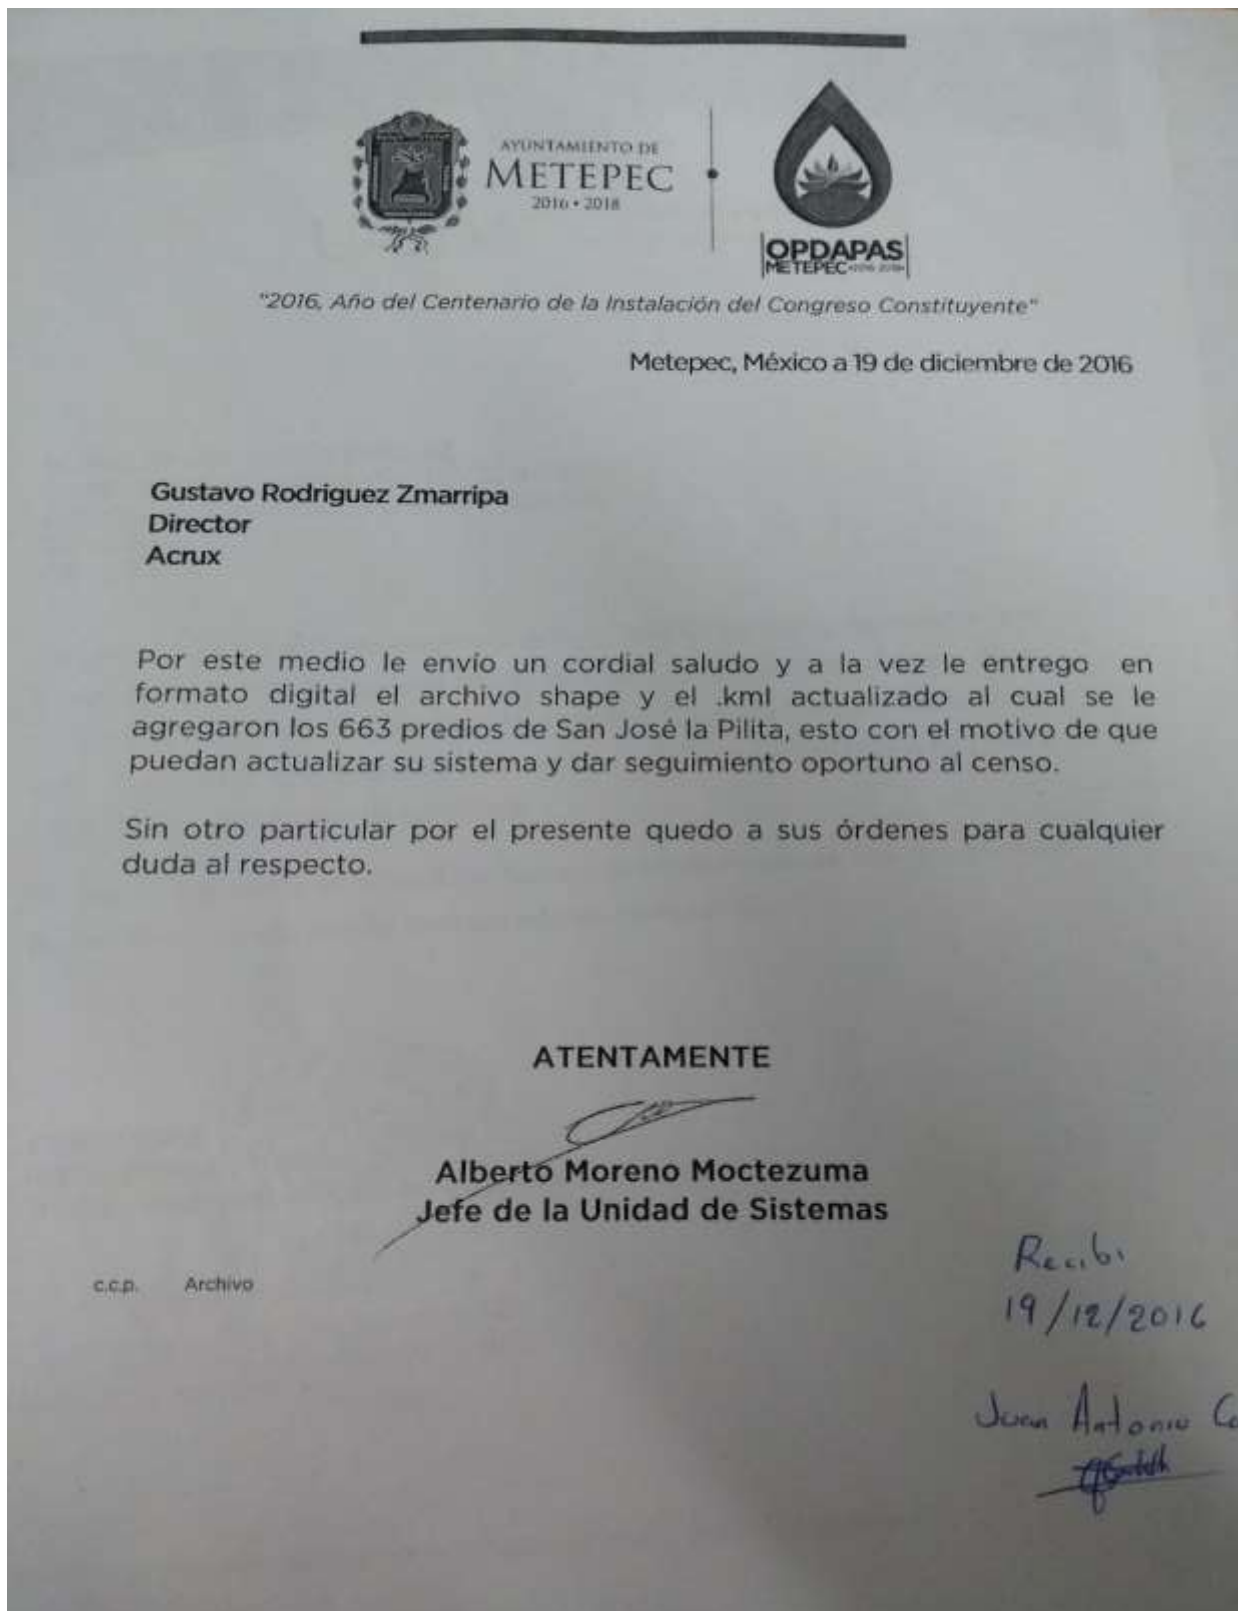 AYUNTAMIENTO DE
METEPEC
2016 • 2018
OPDAPAS
METEPEC
"2016, Año del Centenario de la Instalación del Congreso Constituyente"
Metepec, México a 19 de diciembre de 2016
Gustavo Rodriguez Zmarripa
Director
Acrux
Por este medio le envío un cordial saludo y a la vez le entrego en
formato digital el archivo shape y el .kml actualizado al cual se le
agregaron los 663 predios de San José la Pilita, esto con el motivo de que
puedan actualizar su sistema y dar seguimiento oportuno al censo.
Sin otro particular por el presente quedo a sus órdenes para cualquier
duda al respecto.
ATENTAMENTE
Alberto Moreno Moctezuma
Jefe de la Unidad de Sistemas
c.c.p. Archivo
Recibi
19/12/2016
Juan Antonio